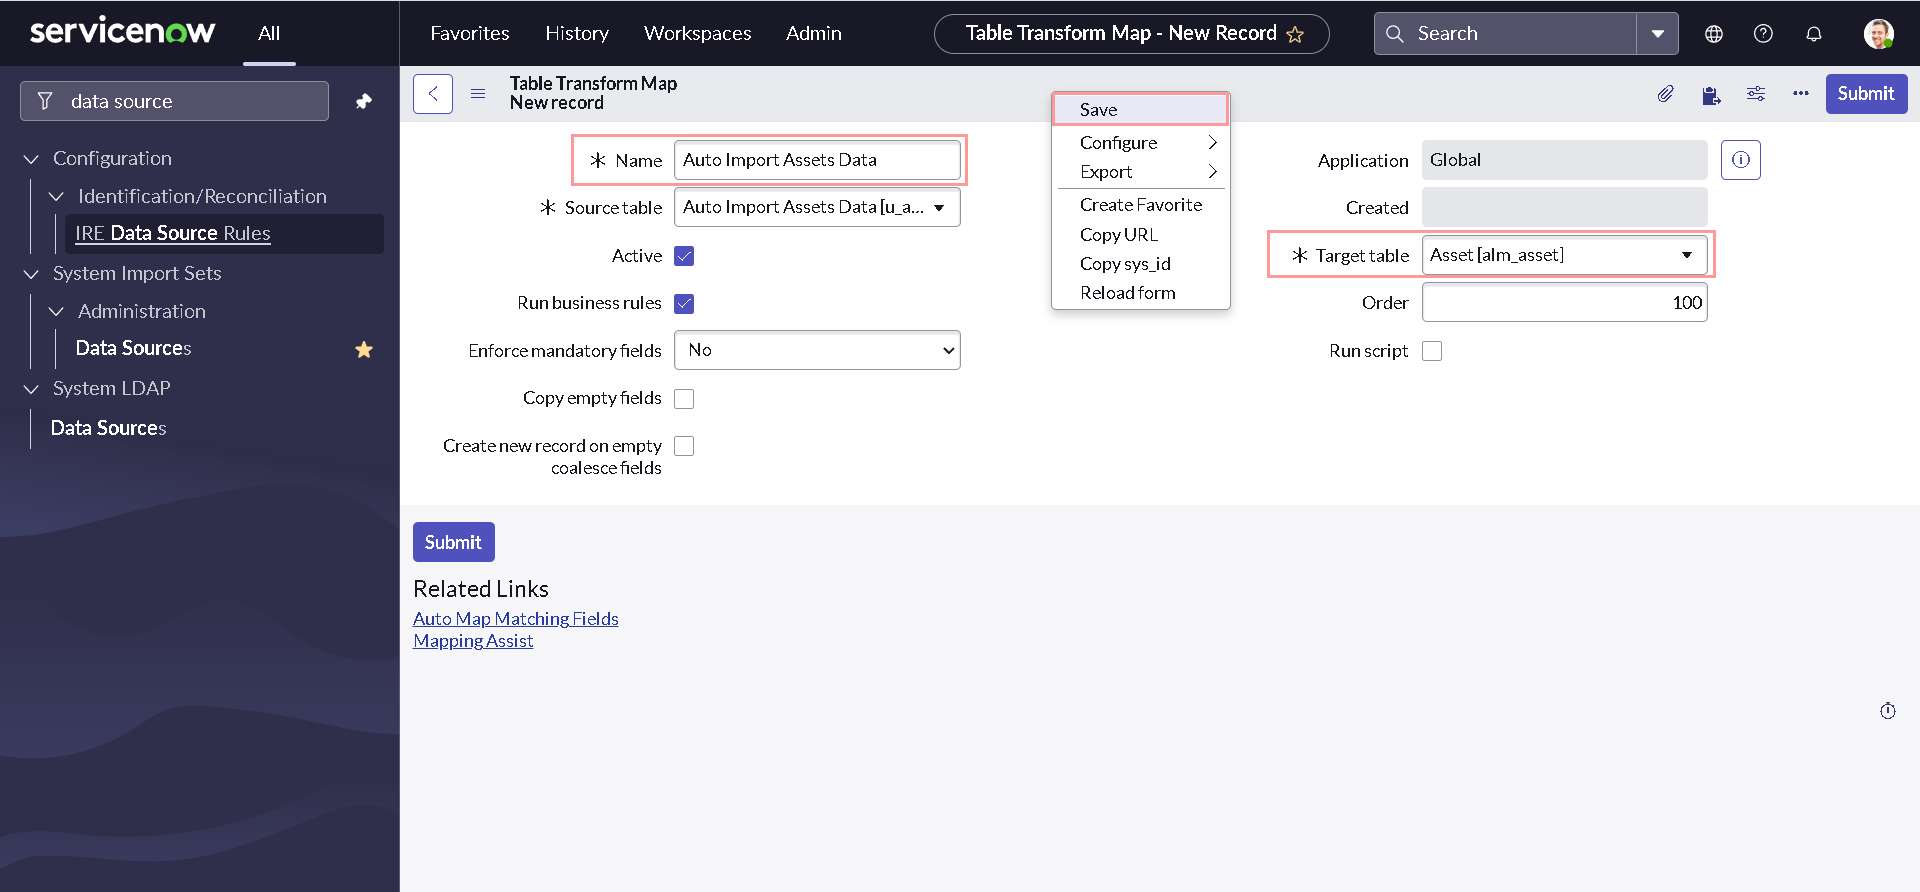 servicenow
All
Favorites
History
Workspaces
Admin
Table Transform Map - New Record
Search
data source
Configuration
Identification/Reconciliation
IRE Data Source Rules
System Import Sets
Administration
Data Sources
System LDAP
Data Sources
Table Transform Map
New record
Submit
Save
Configure
Export
Create Favorite
Copy URL
Copy sys_id
Reload form
Name
Auto Import Assets Data
Source table
Auto Import Assets Data [u_a...
Active
Run business rules
Enforce mandatory fields
No
Copy empty fields
Create new record on empty
coalesce fields
Application
Global
Created
Target table
Asset [alm_asset]
Order
100
Run script
Submit
Related Links
Auto Map Matching Fields
Mapping Assist